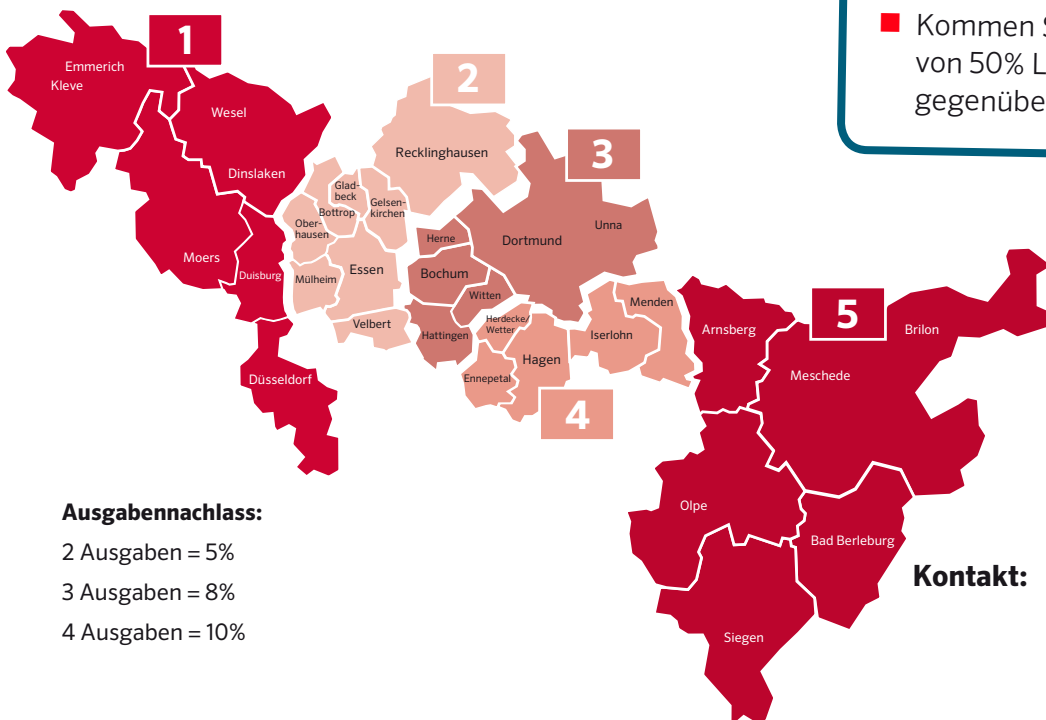 Kommen
von 50%
1
Emmerich
Kleve
Wesel
Dinslaken
Moers
Duisburg
Düsseldorf
2
Recklinghausen
Glad-
beck
Bottrop
Gelsen-
kirchen
Ober-
hausen
Essen
Mülheim
Velbert
3
Unna
Dortmund
Herne
Bochum
Witten
Hattingen
Herdecke/
Wetter
Hagen
Ennepetal
Iserlohn
Menden
4
5
Arnsberg
Brilon
Meschede
Olpe
Bad Berleburg
Siegen
Ausgabennachlass:
2 Ausgaben = 5%
3 Ausgaben = 8%
4 Ausgaben = 10%
Kontakt: